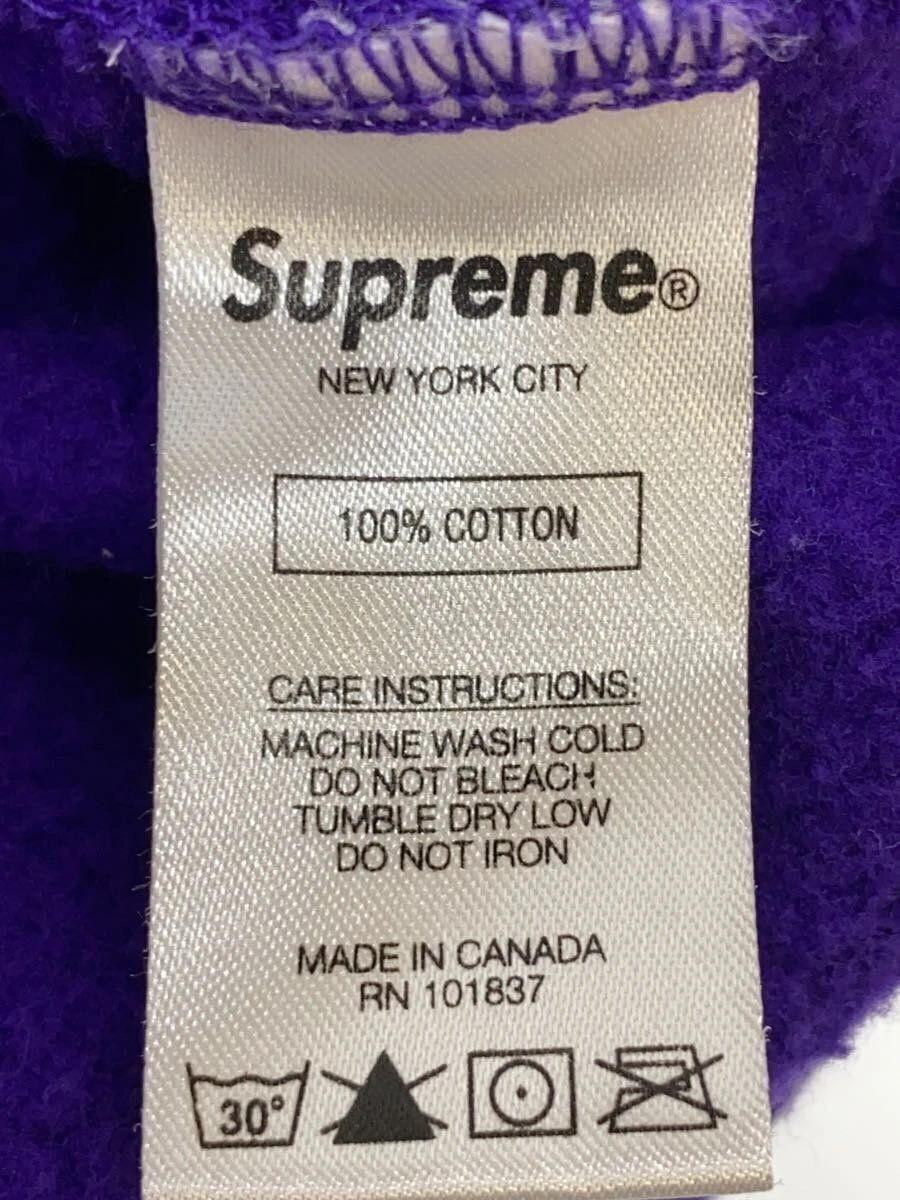 Supreme®
NEW YORK CITY
100% COTTON
CARE INSTRUCTIONS:
MACHINE WASH COLD
DO NOT BLEACH
TUMBLE DRY LOW
DO NOT IRON
MADE IN CANADA
RN 101837
30°